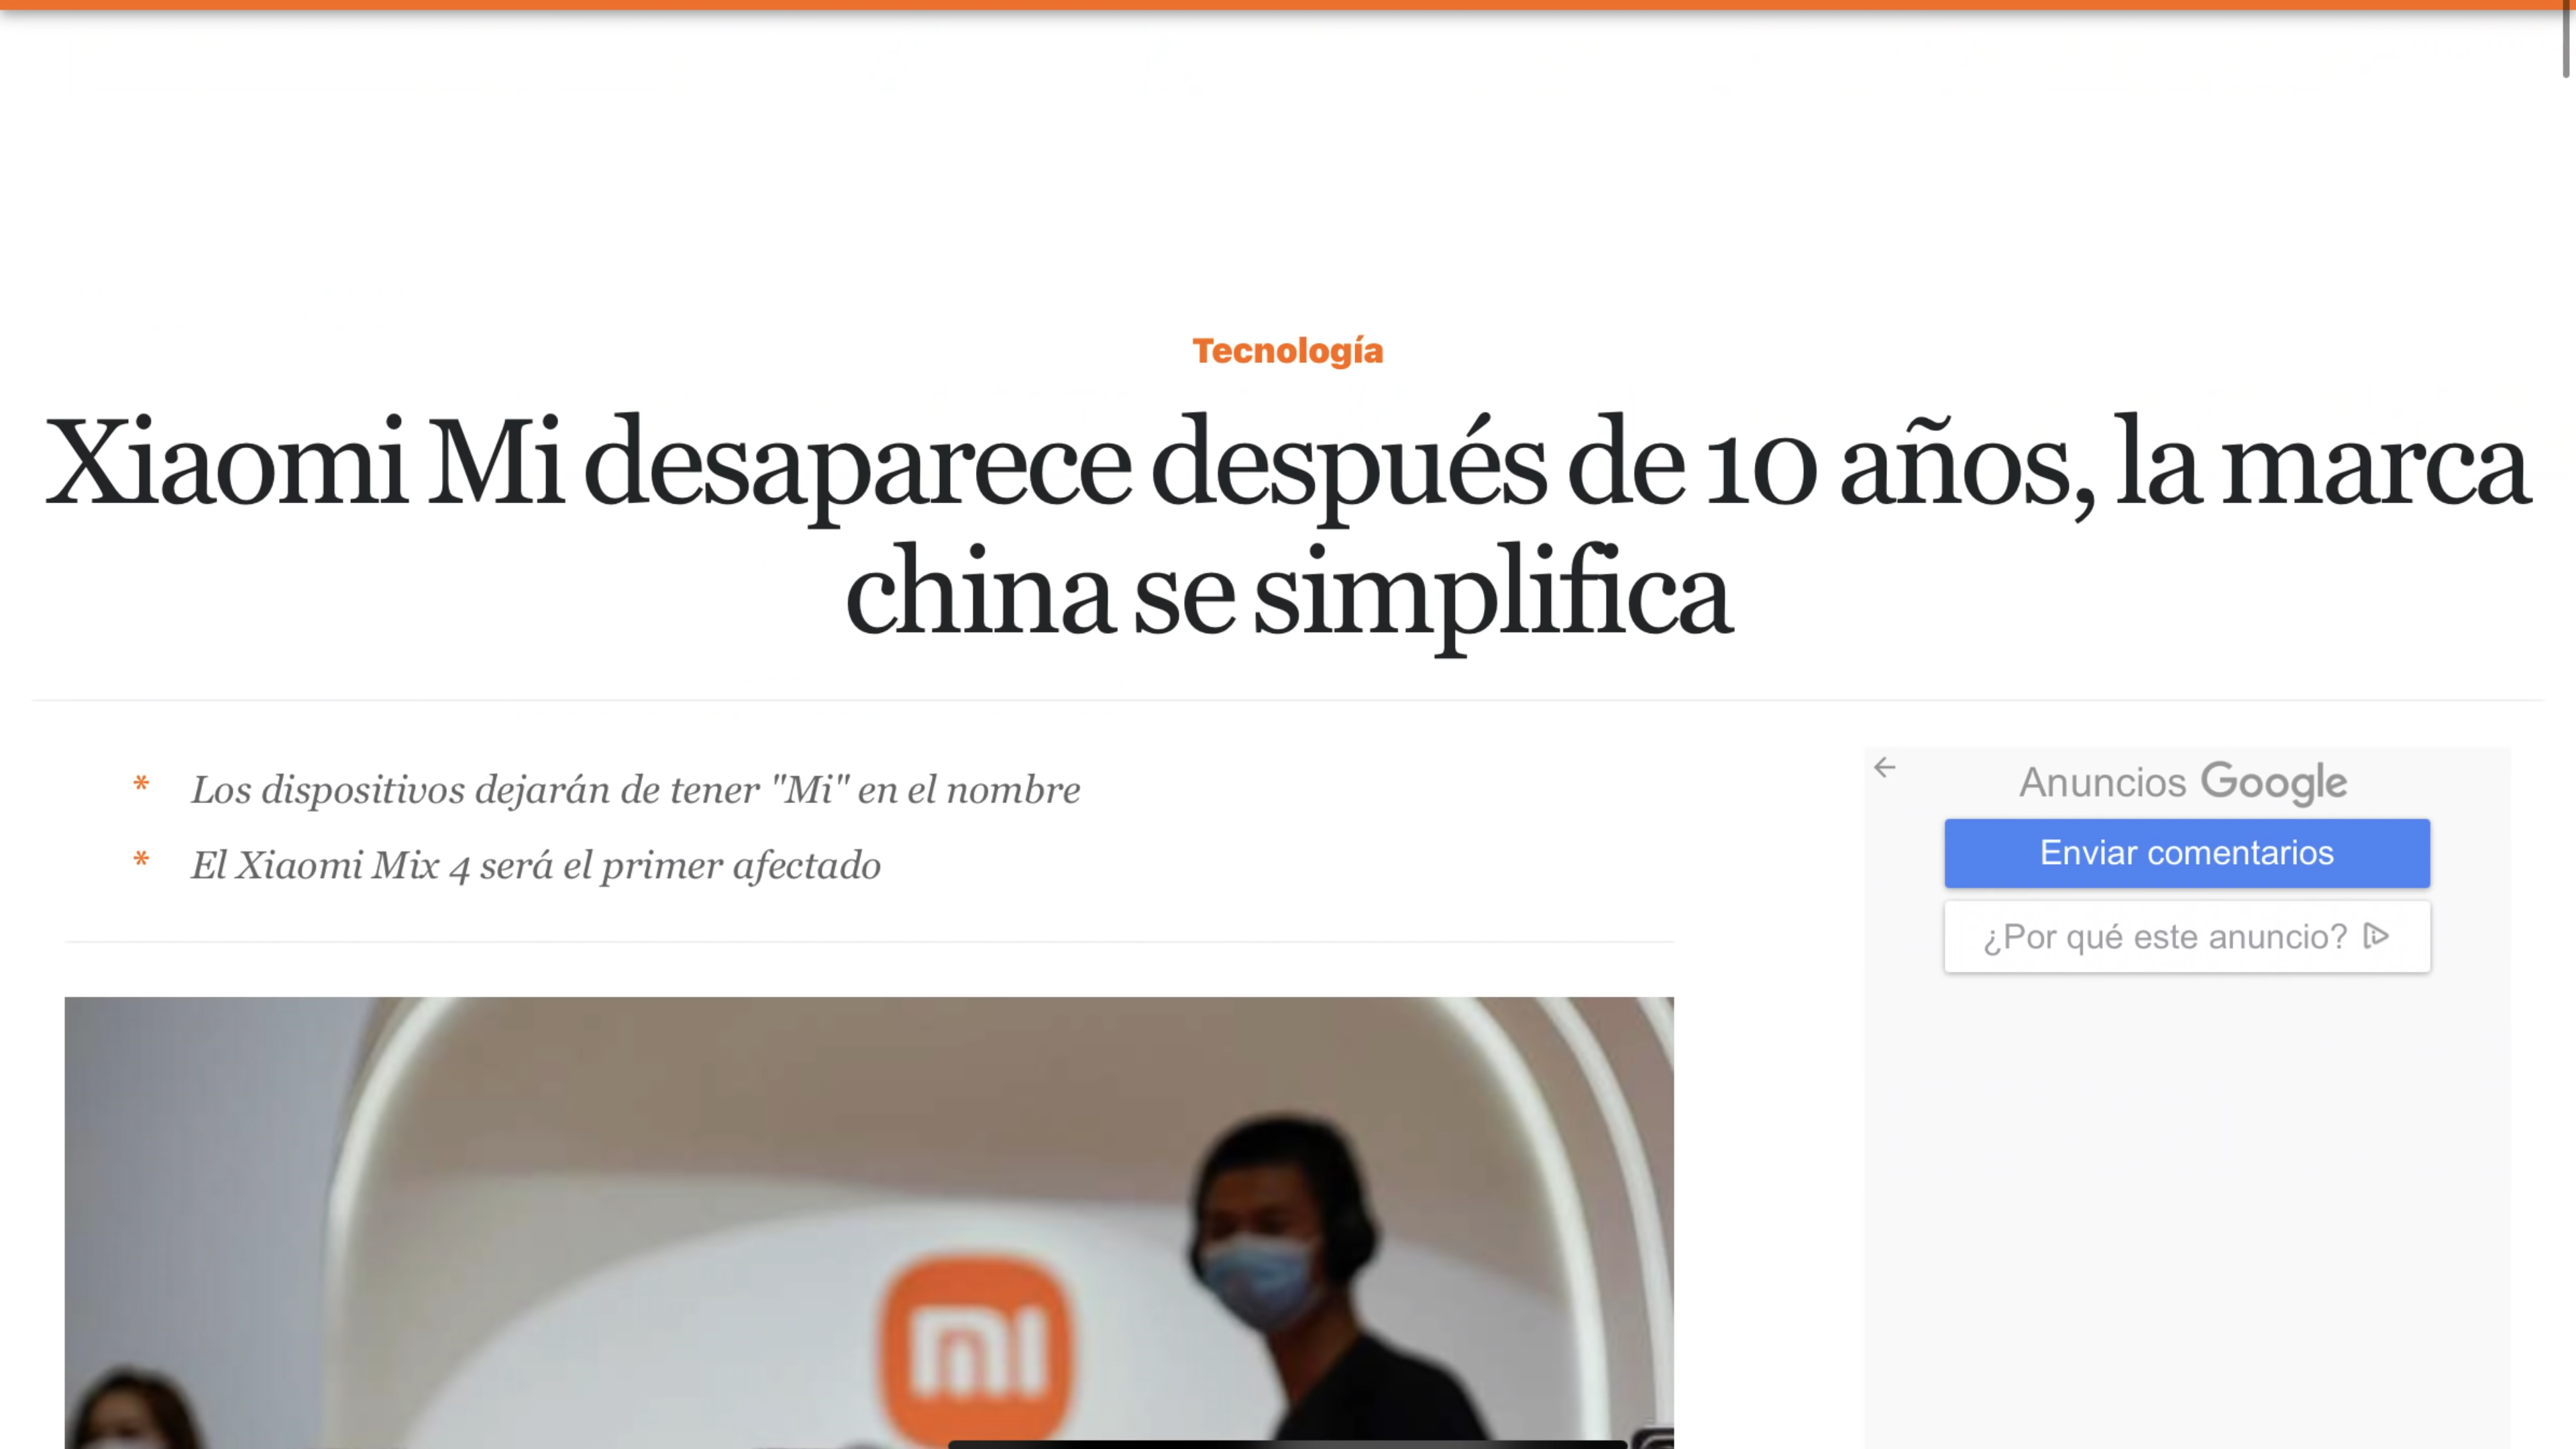 Tecnología
Xiaomi Mi desaparece después de 10 años, la marca
china se simplifica
* Los dispositivos dejarán de tener "Mi" en el nombre
* El Xiaomi Mix 4 será el primer afectado
Anuncios Google
Enviar comentarios
¿Por qué este anuncio?
mi